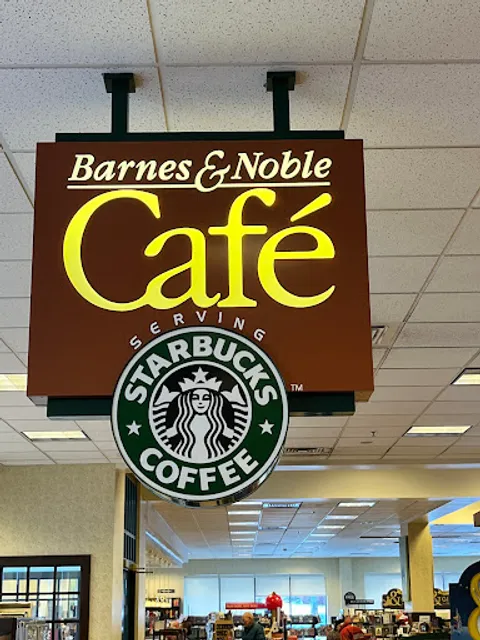 Barnes & Noble
Café
SERVING
STARBUCKS
COFFEE
TM